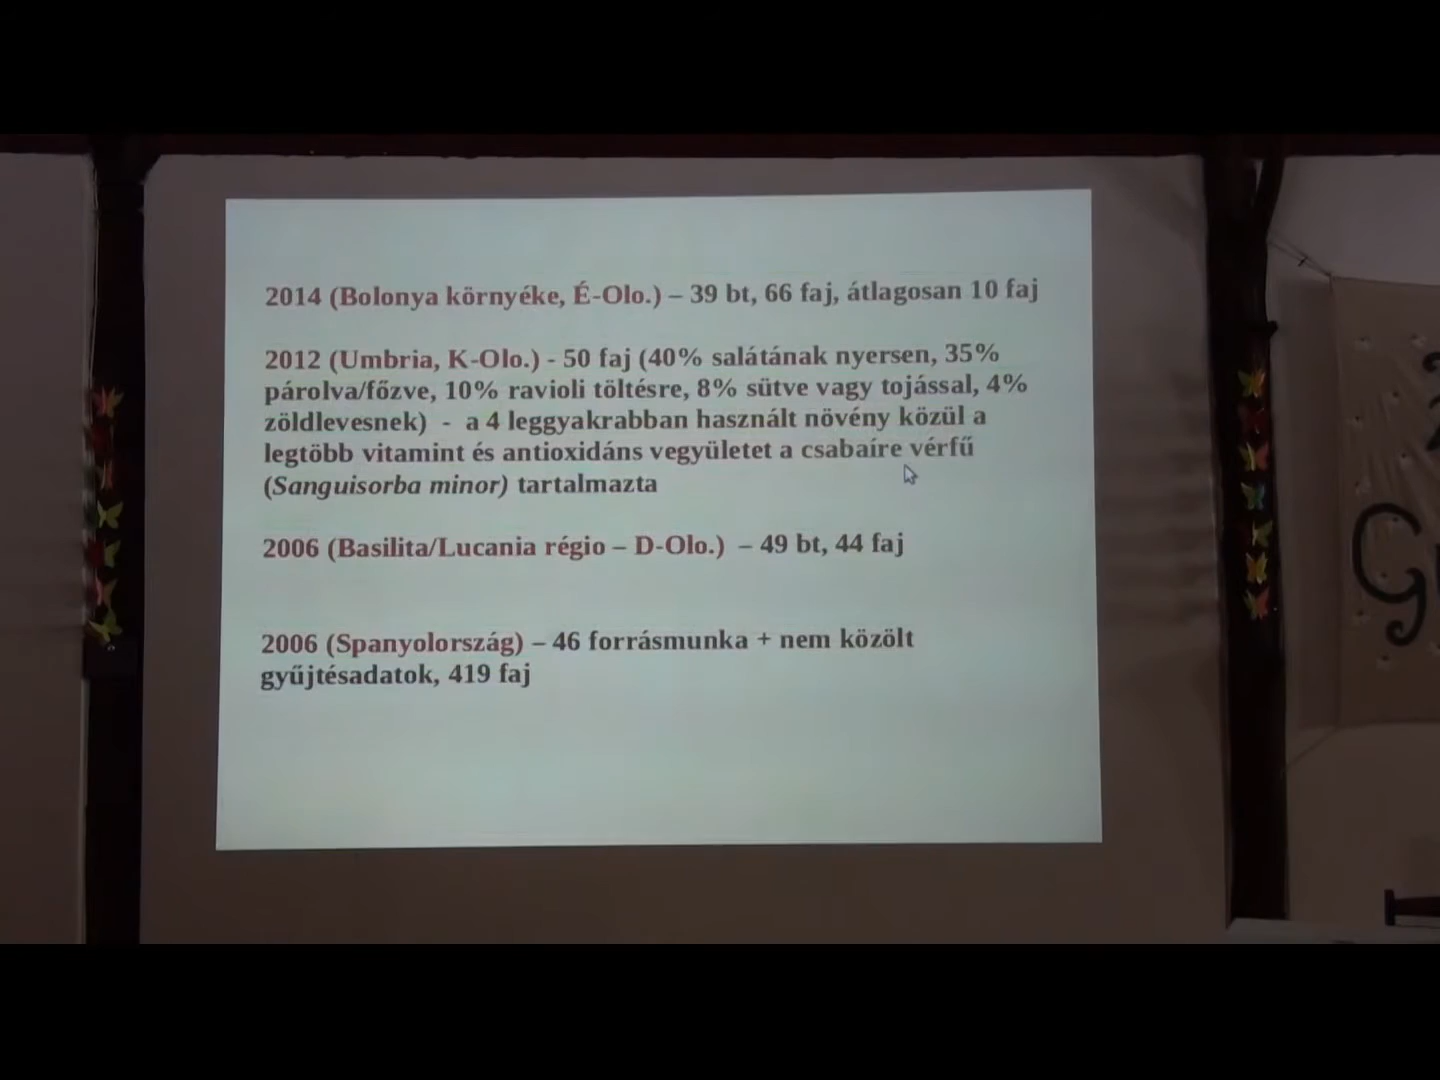 2014 (Bolonya környéke, É-Olo.) – 39 bt, 66 faj, átlagosan 10 faj
2012 (Umbria, K-Olo.) - 50 faj (40% salátának nyersen, 35%
párolva/főzve, 10% ravioli töltésre, 8% sütve vagy tojással, 4%
zöldlevesnek) - a 4 leggyakrabban használt növény közül a
legtöbb vitamint és antioxidáns vegyületet a csabaíre vérfű
(Sanguisorba minor) tartalmazta
2006 (Basilita/Lucania régio – D-Olo.) – 49 bt, 44 faj
2006 (Spanyolország) – 46 forrásmunka + nem közölt
gyűjtésadatok, 419 faj